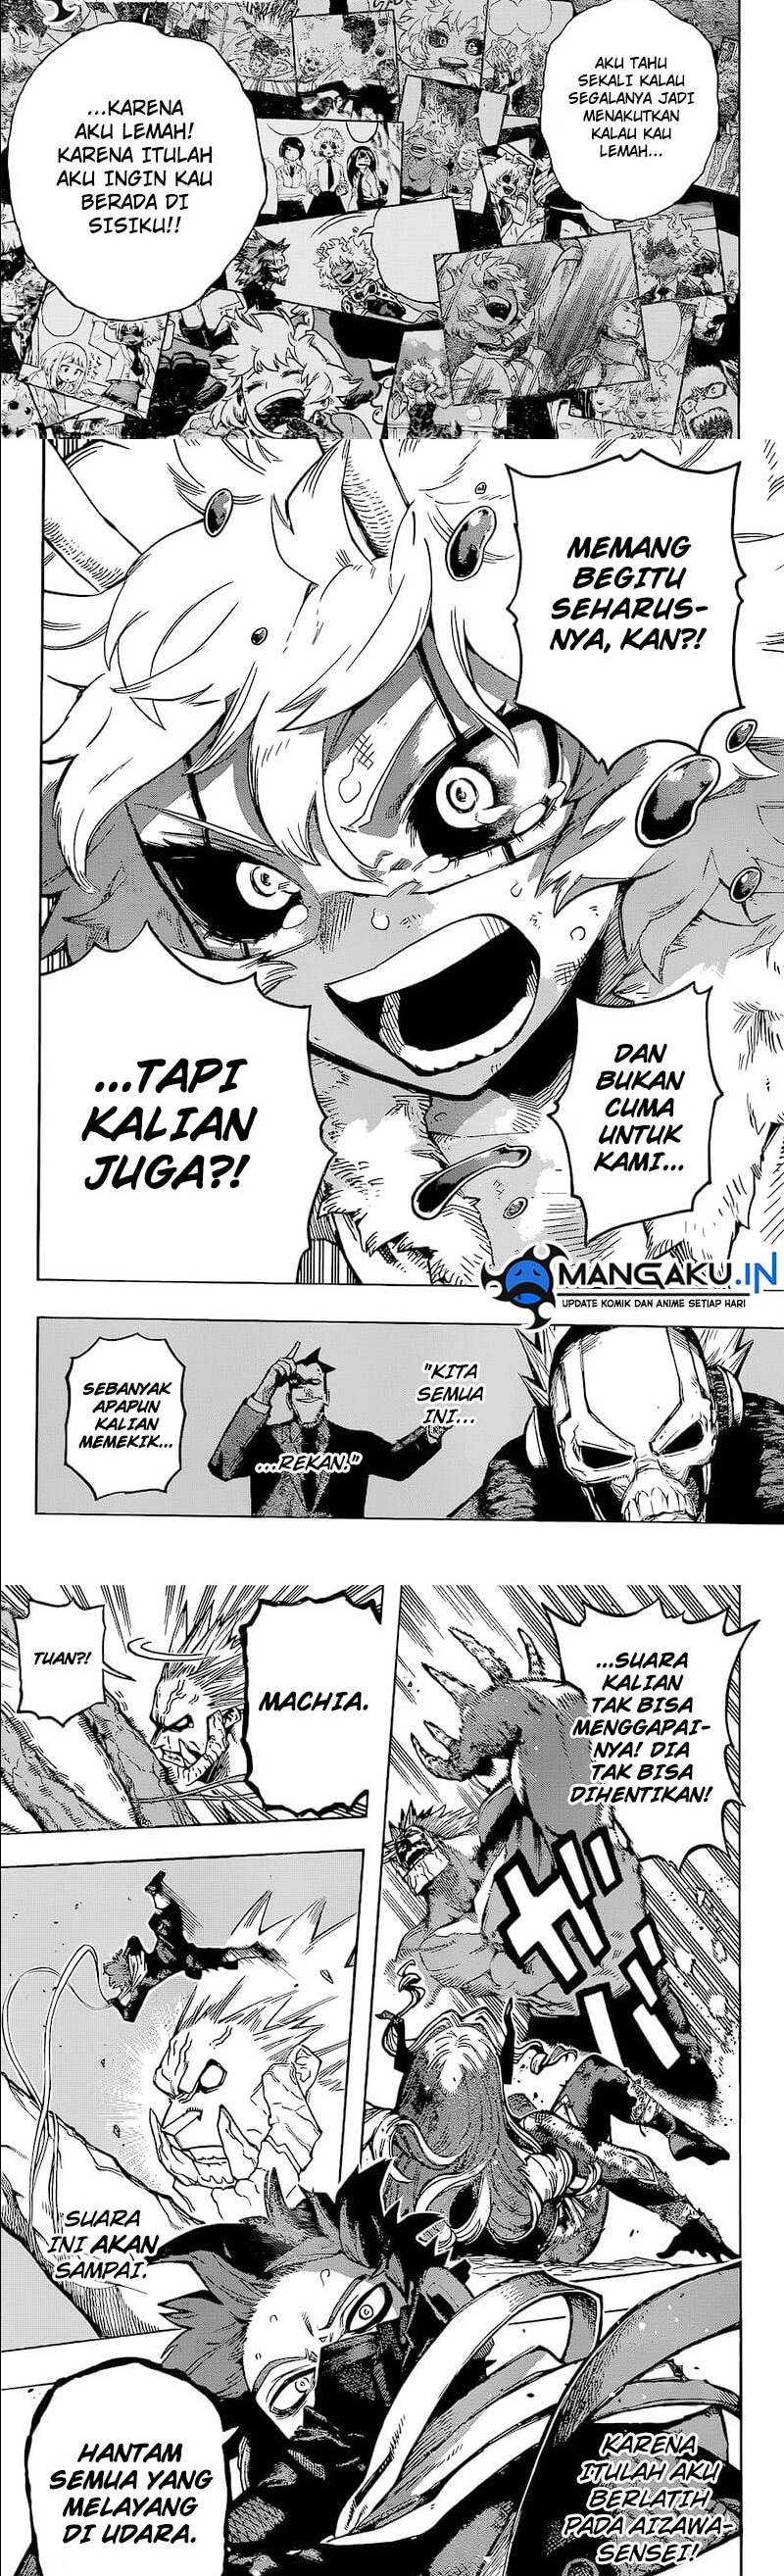 AKU TAHU
SEKALI KALAU
SEGALANYA JADI
MENAKUTKAN
KALAU KAU
LEMAH...
...KARENA
AKU LEMAH!
KARENA ITULAH
AKU INGIN KAU
BERADA DI
SISIKU!!
MEMANG
BEGITU
SEHARUS-
NYA, KAN?!
DAN
BUKAN
CUMA
UNTUK
KAMI...
...TAPI
KALIAN
JUGA?!
MANGAKU.IN
UPDATE KOMIK DAN ANIME SETIAP HARI
"KITA
SEMUA
INI...
...REKAN."
SEBANYAK
APAPUN
KALIAN
MEMEKIK...
...SUARA
KALIAN
TAK BISA
MENGGAPAI-
NYA! DIA
TAK BISA
DIHENTIKAN!
MACHIA.
TUAN?!
SUARA
INI AKAN
SAMPAI.
KARENA
ITULAH AKU
BERLATIH
PADA AIZAWA-
SENSEI!
HANTAM
SEMUA YANG
MELAYANG
DI UDARA.